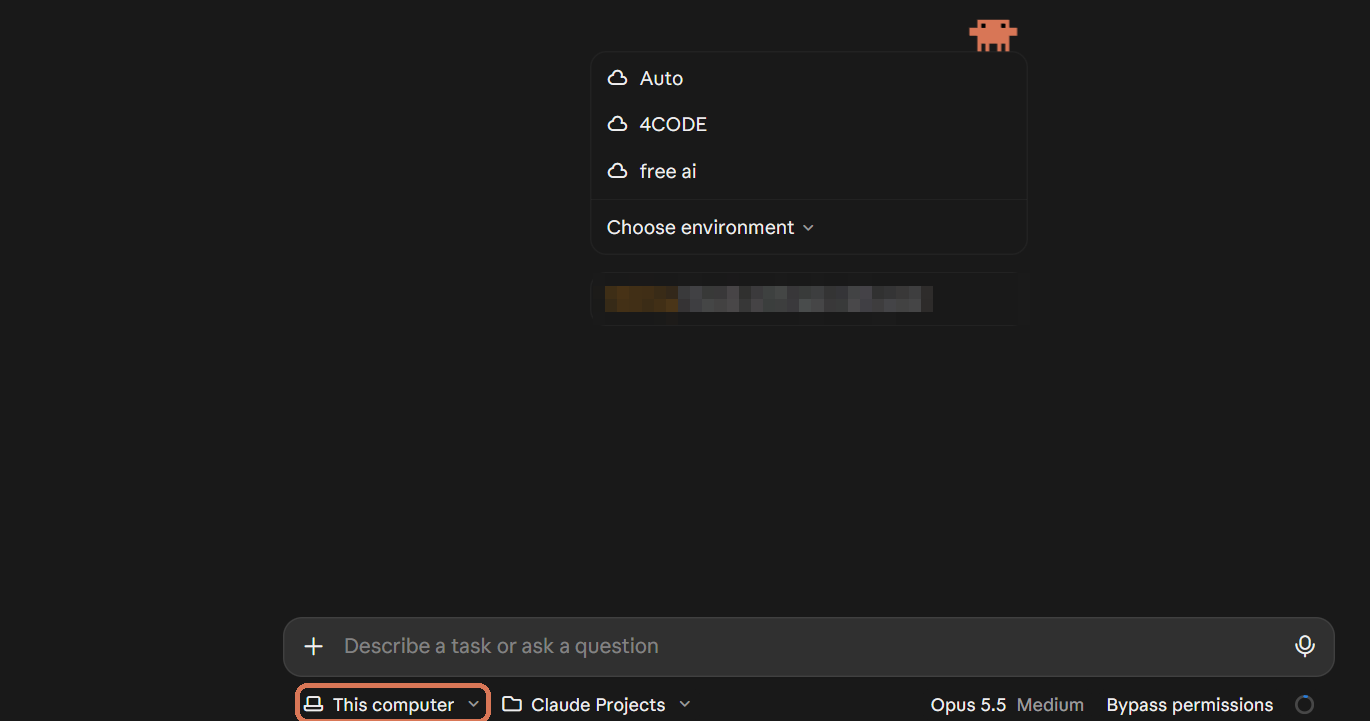 Auto
4CODE
free ai
Choose environment
Describe a task or ask a question
This computer
Claude Projects
Opus 5.5 Medium
Bypass permissions